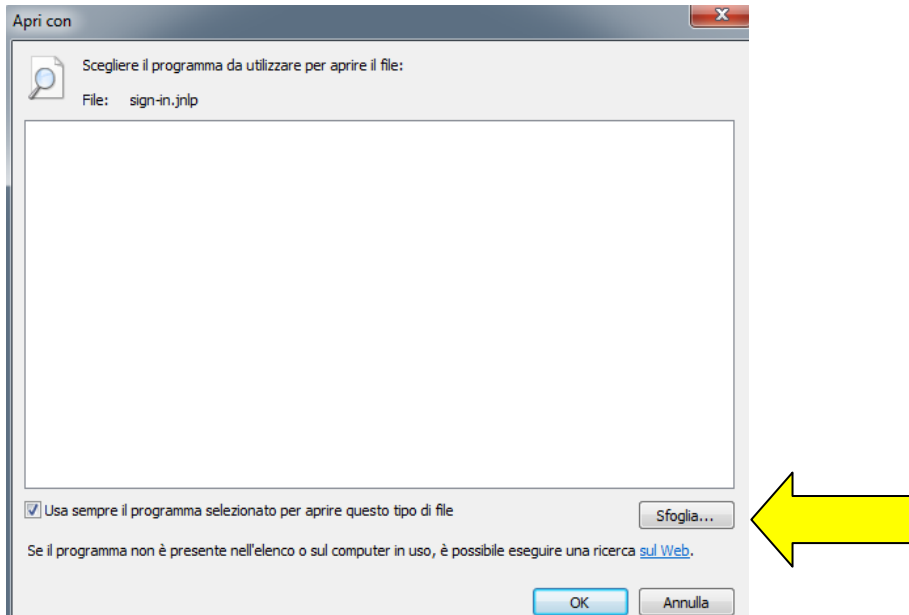 Apri con
Scegliere il programma da utilizzare per aprire il file:
File: sign-in.jnlp
Usa sempre il programma selezionato per aprire questo tipo di file
Sfoglia...
Se il programma non è presente nell'elenco o sul computer in uso, è possibile eseguire una ricerca sul Web.
OK Annulla